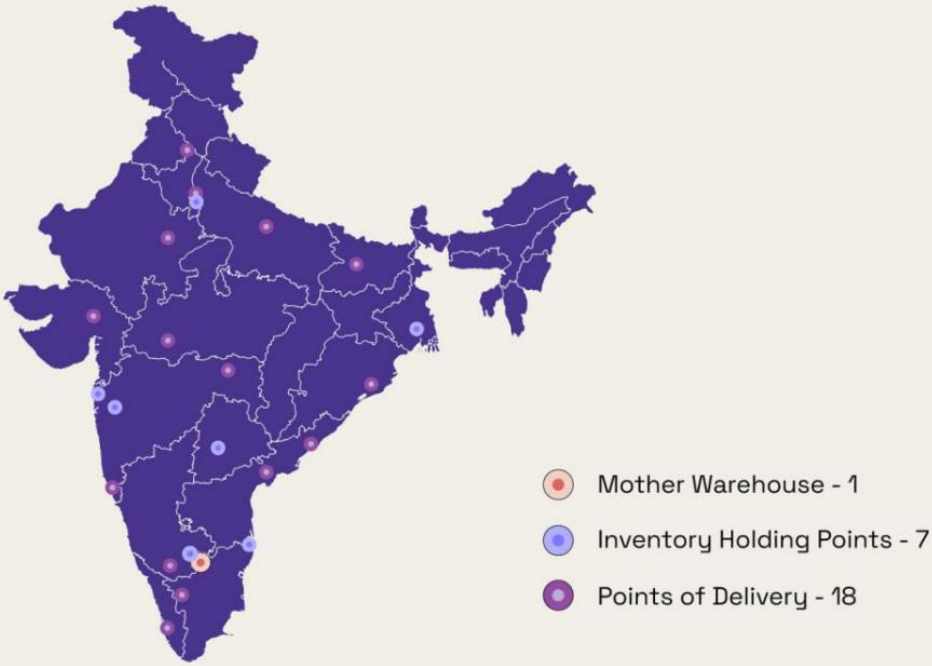 Mother Warehouse - 1
Inventory Holding Points - 7
Points of Delivery - 18